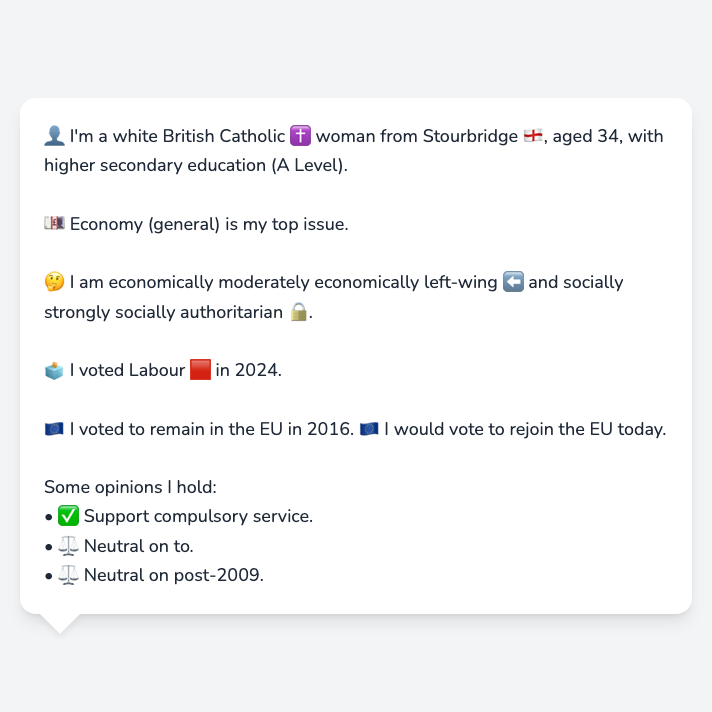 👤 I'm a white British Catholic ✝️ woman from Stourbridge 🏴󠁧󠁢󠁥󠁮󠁧󠁿, aged 34, with
higher secondary education (A Level).
💷 Economy (general) is my top issue.
🤔 I am economically moderately economically left-wing ⬅️ and socially
strongly socially authoritarian 🔒.
🗳️ I voted Labour 🟥 in 2024.
🇪🇺 I voted to remain in the EU in 2016. 🇪🇺 I would vote to rejoin the EU today.
Some opinions I hold:
• ✅ Support compulsory service.
• ⚖️ Neutral on to.
• ⚖️ Neutral on post-2009.